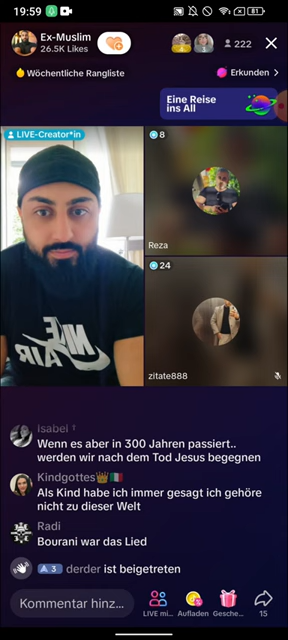 19:59
81
Ex-Muslim
26.5K Likes
222
Wöchentliche Rangliste
Erkunden
Eine Reise
ins All
LIVE-Creator*in
8
Reza
24
zitate888
NIKE
AIR
Isabel
Wenn es aber in 300 Jahren passiert..
werden wir nach dem Tod Jesus begegnen
Kindgottes
Als Kind habe ich immer gesagt ich gehöre
nicht zu dieser Welt
Radi
Bourani war das Lied
3 derder ist beigetreten
Kommentar hinz...
LIVE mi... Aufladen Gesche... 15